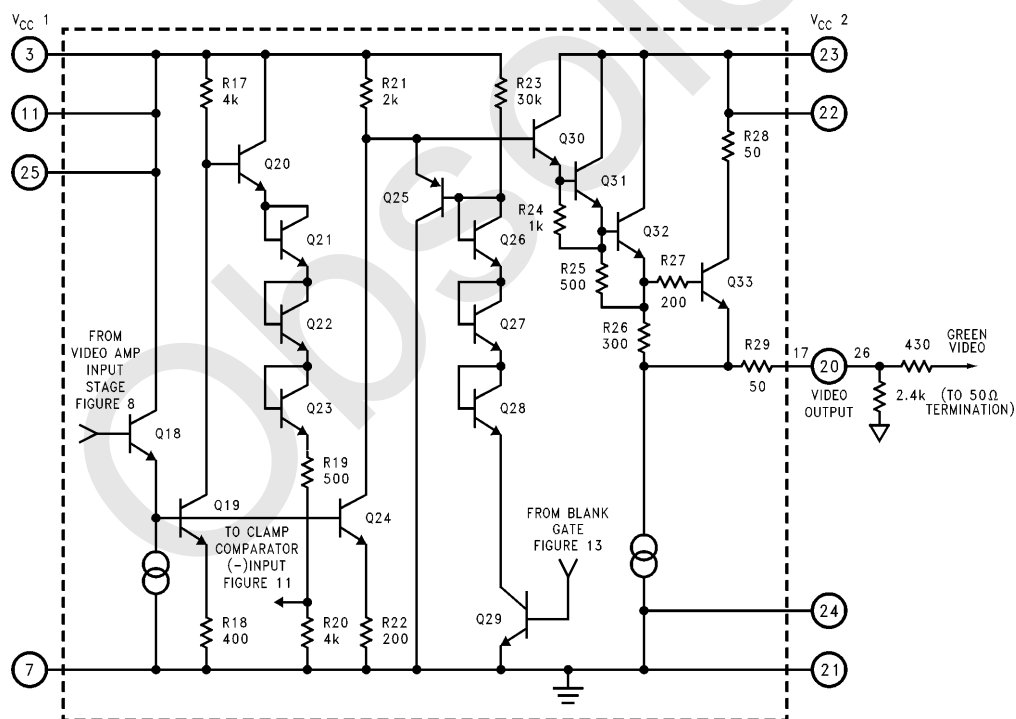 VCC 1
VCC 2
3
23
11
22
25
R17
4k
R21
2k
R23
30k
R28
50
Q20
Q30
Q25
Q31
R24
1k
Q21
Q26
Q32
R25
500
R27
200
Q33
Q22
Q27
R26
300
FROM
VIDEO AMP
INPUT
STAGE
FIGURE 8
R29
50
17
20
VIDEO
OUTPUT
26
430
GREEN
VIDEO
2.4k
(TO 50Ω
TERMINATION)
Q23
Q28
Q18
R19
500
Q19
Q24
TO CLAMP
COMPARATOR
(-)INPUT
FIGURE 11
FROM BLANK
GATE
FIGURE 13
R18
400
R20
4k
R22
200
Q29
24
7
21
Obsol